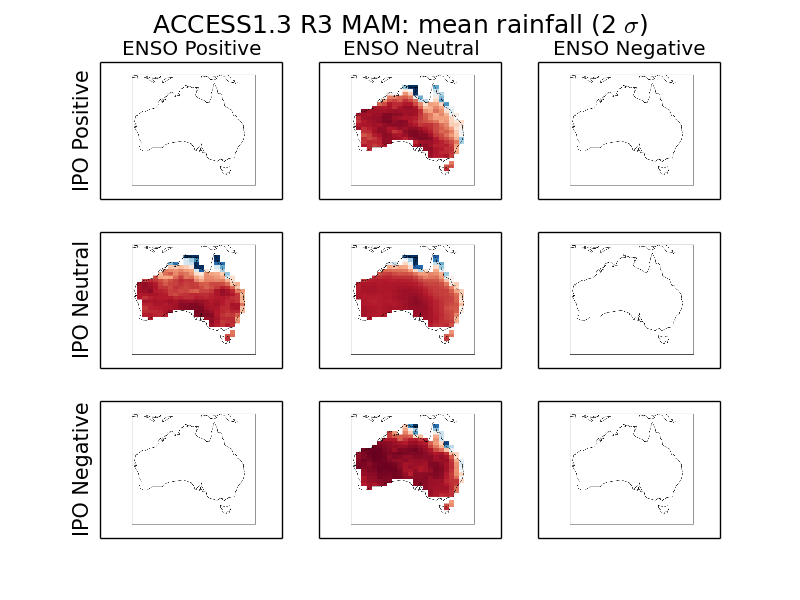 ACCESS1.3 R3 MAM: mean rainfall (2 σ)
ENSO Positive
ENSO Neutral
ENSO Negative
IPO Positive
IPO Neutral
IPO Negative